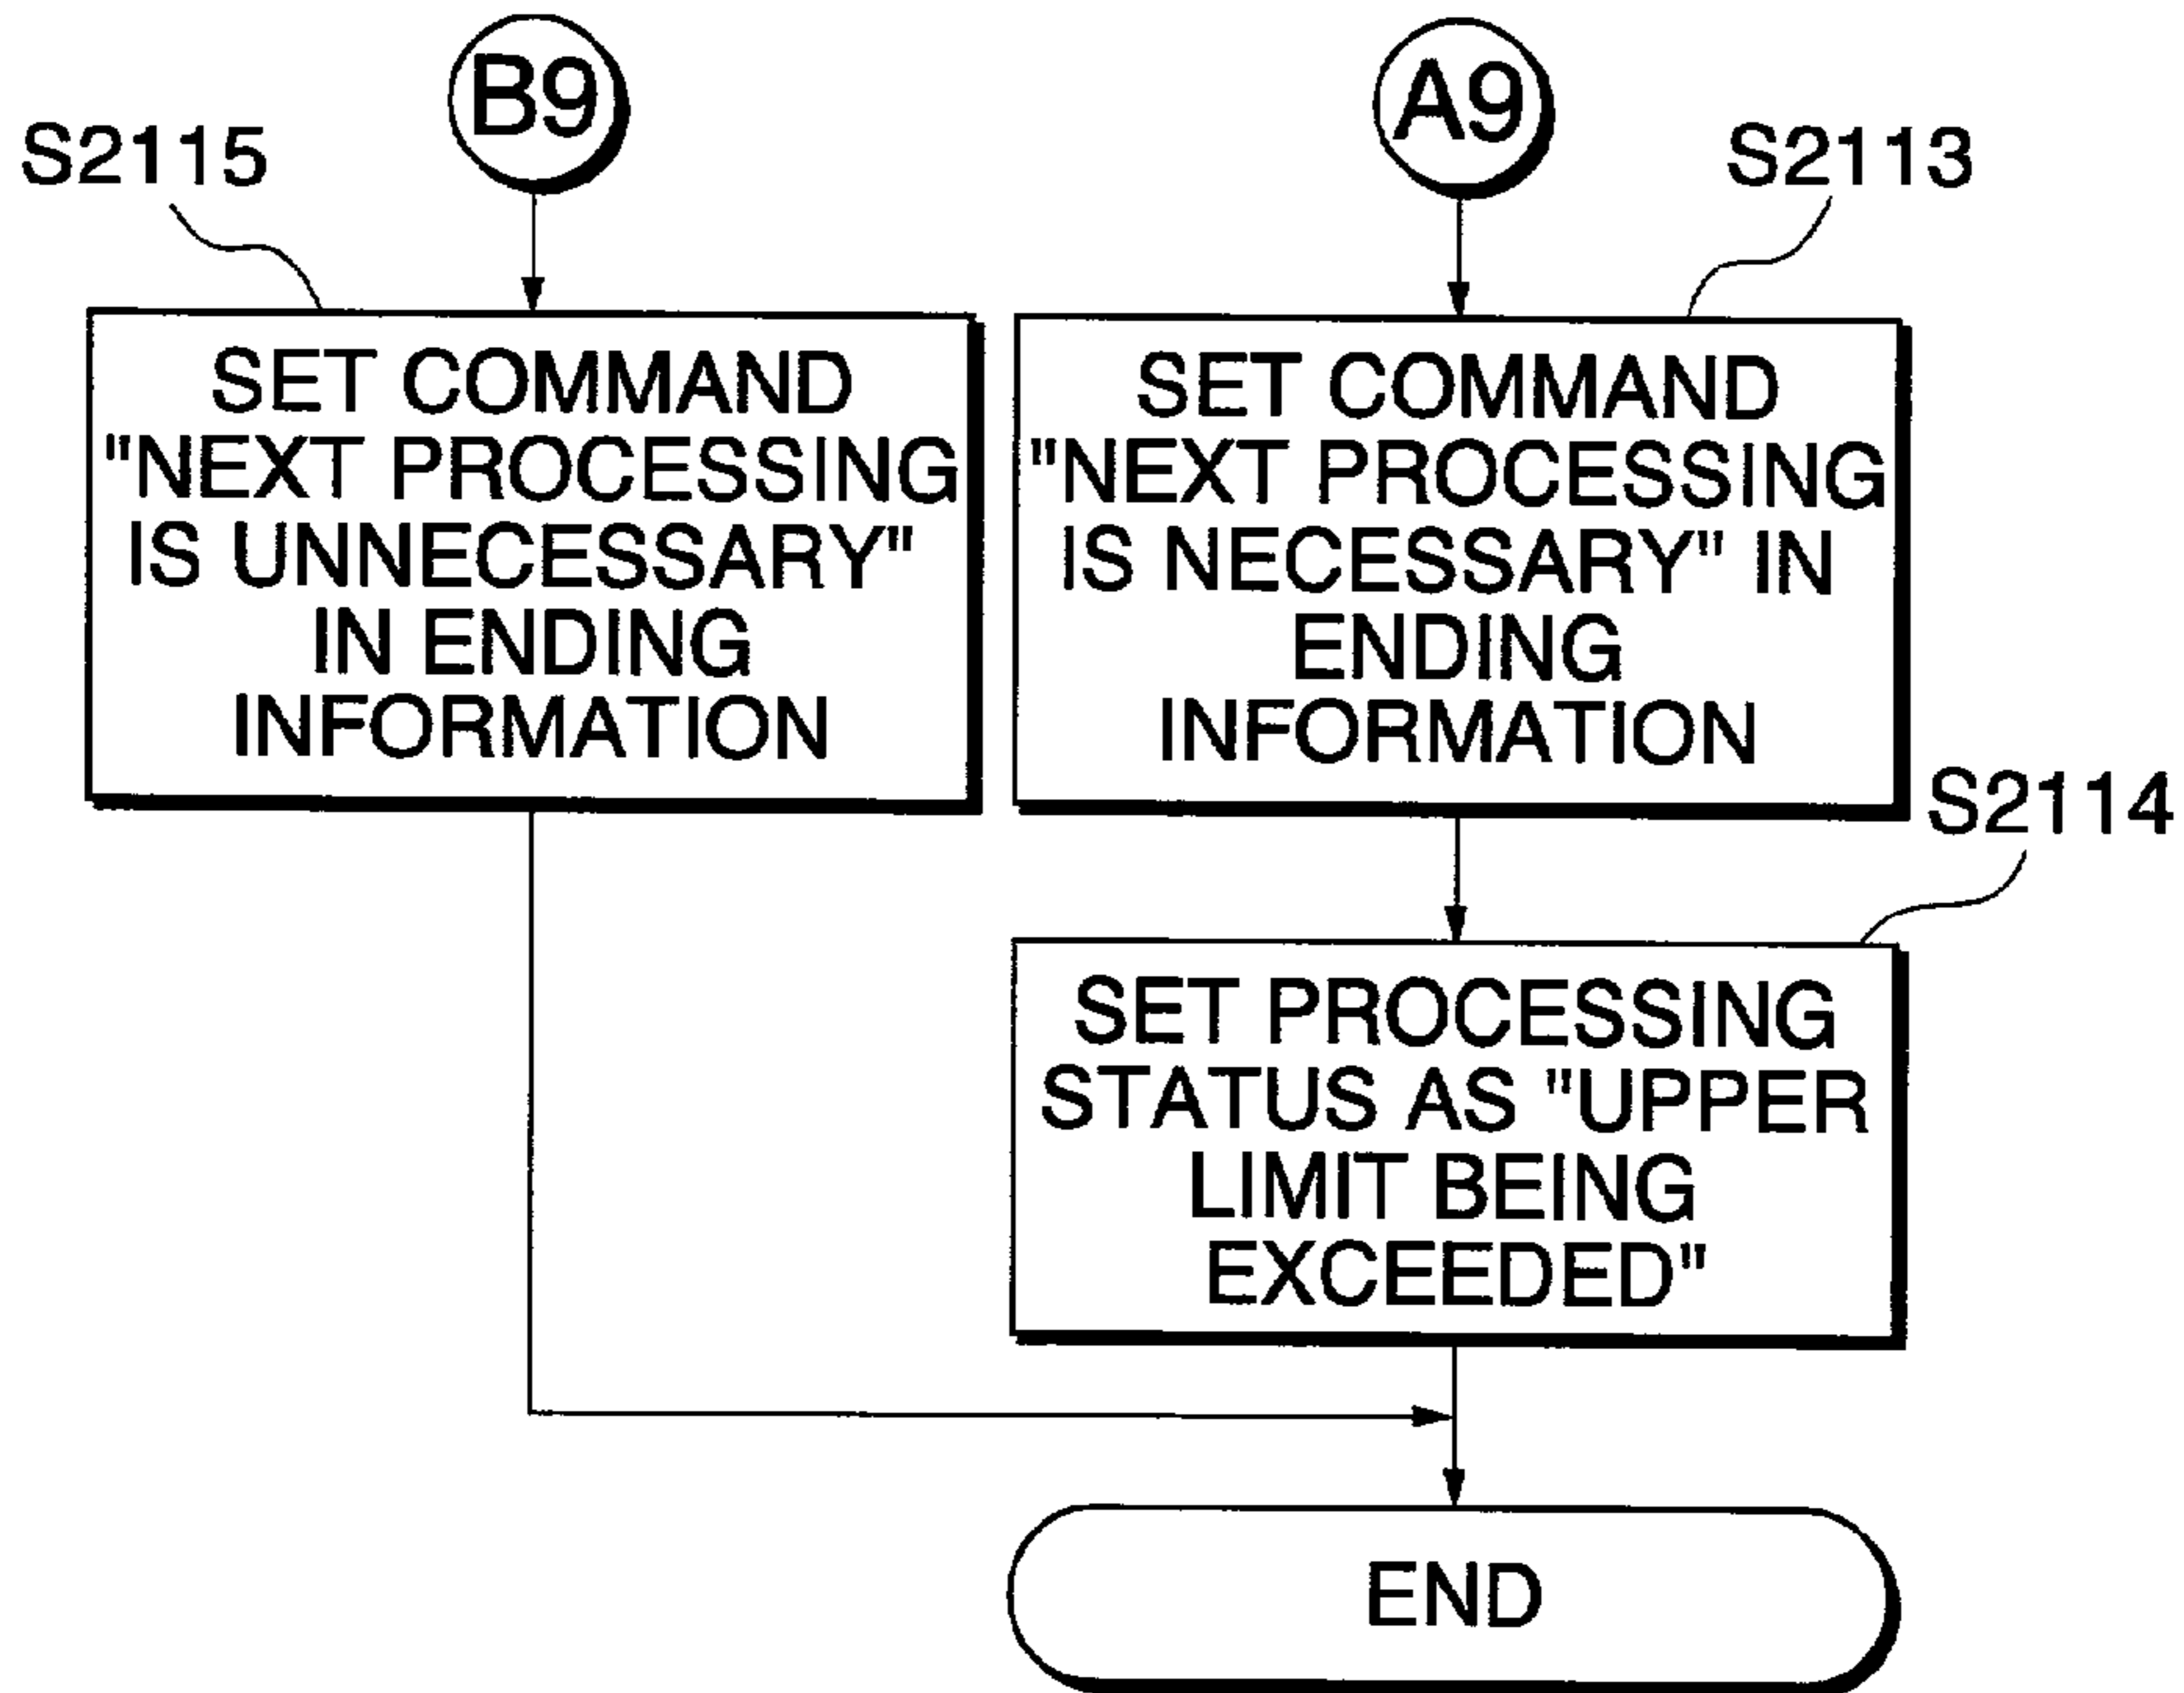 B9
A9
S2115
S2113
SET COMMAND
"NEXT PROCESSING
IS UNNECESSARY"
IN ENDING
INFORMATION
SET COMMAND
"NEXT PROCESSING
IS NECESSARY" IN
ENDING
INFORMATION
S2114
SET PROCESSING
STATUS AS "UPPER
LIMIT BEING
EXCEEDED"
END